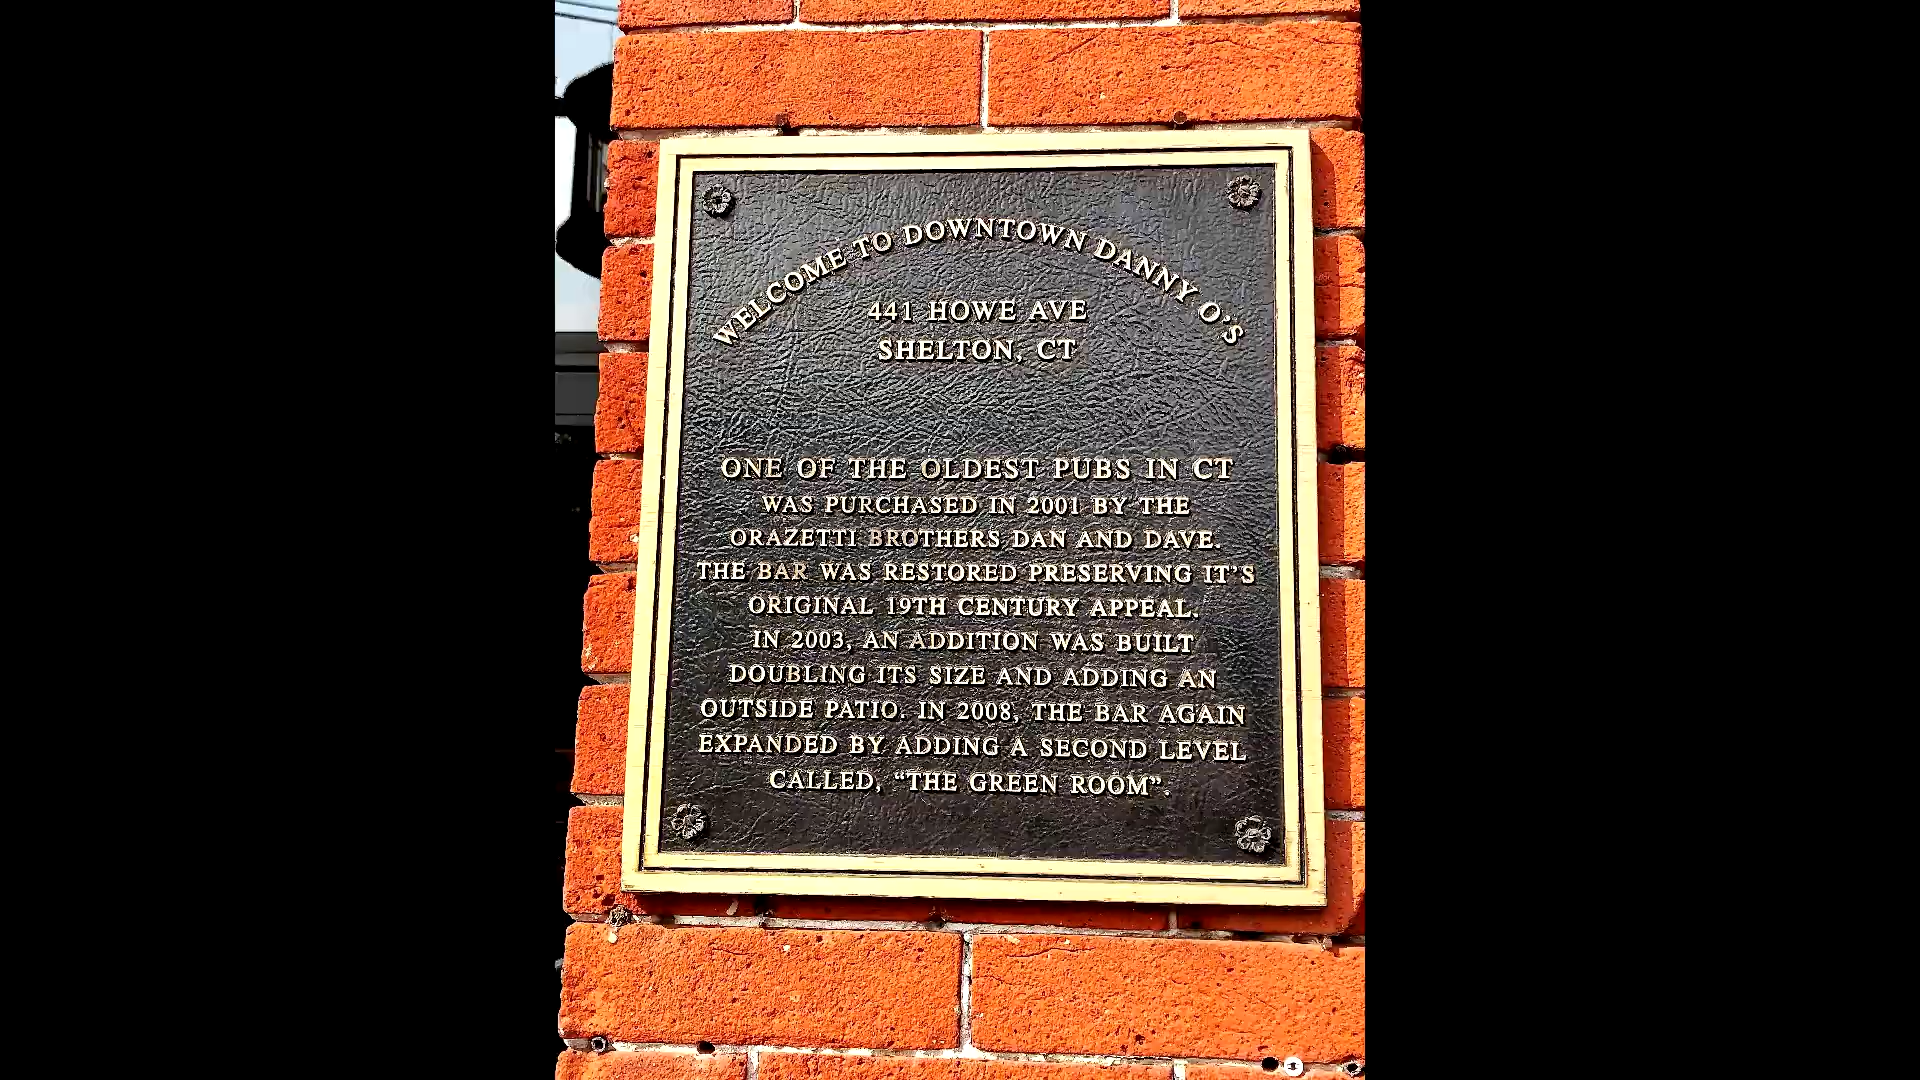 WELCOME TO DOWNTOWN DANNY O'S
441 HOWE AVE
SHELTON, CT
ONE OF THE OLDEST PUBS IN CT
WAS PURCHASED IN 2001 BY THE
ORAZETTI BROTHERS DAN AND DAVE.
THE BAR WAS RESTORED PRESERVING IT'S
ORIGINAL 19TH CENTURY APPEAL.
IN 2003, AN ADDITION WAS BUILT
DOUBLING ITS SIZE AND ADDING AN
OUTSIDE PATIO. IN 2008, THE BAR AGAIN
EXPANDED BY ADDING A SECOND LEVEL
CALLED, “THE GREEN ROOM”.